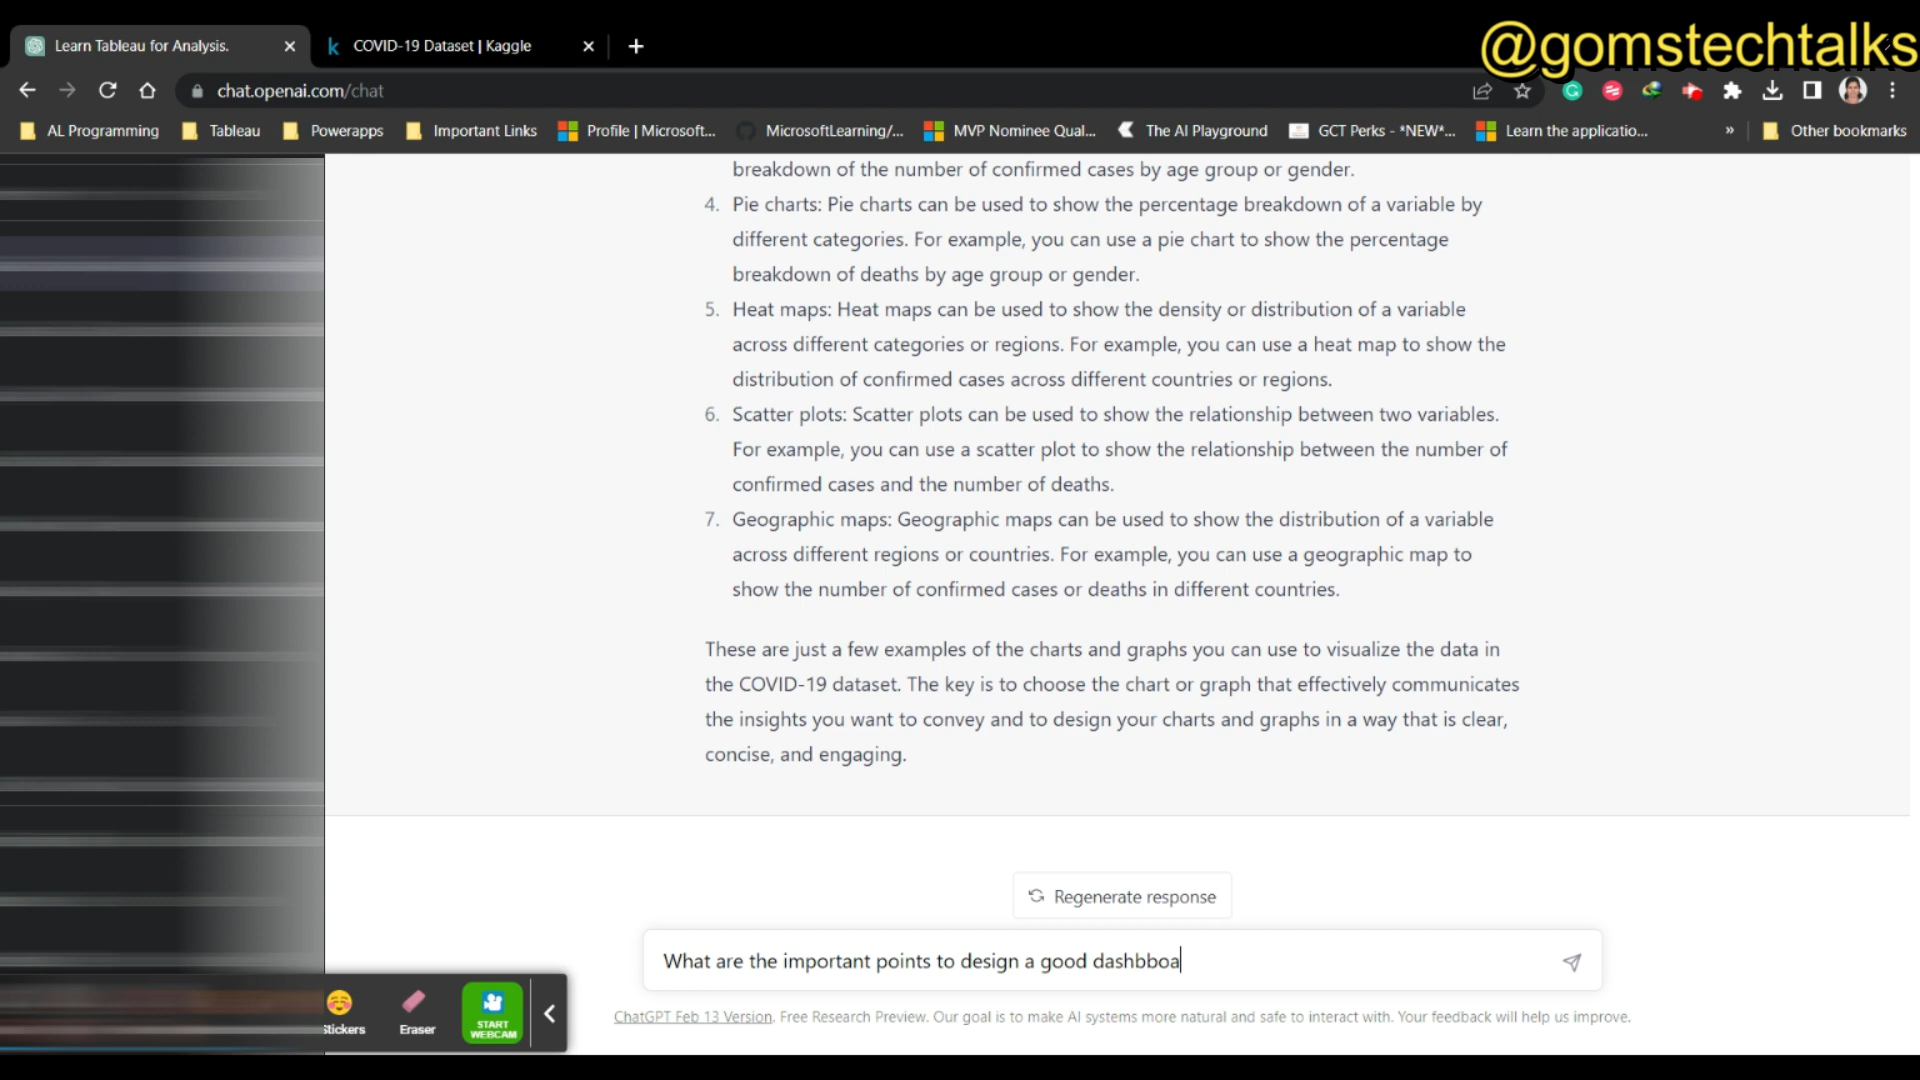 @gomstechtalks
Learn Tableau for Analysis.
k COVID-19 Dataset | Kaggle
chat.openai.com/chat
AL Programming Tableau Powerapps Important Links Profile | Microsoft... MicrosoftLearning/... MVP Nominee Qual... The AI Playground GCT Perks - *NEW*... Learn the applicatio... » Other bookmarks
breakdown of the number of confirmed cases by age group or gender.
4. Pie charts: Pie charts can be used to show the percentage breakdown of a variable by
different categories. For example, you can use a pie chart to show the percentage
breakdown of deaths by age group or gender.
5. Heat maps: Heat maps can be used to show the density or distribution of a variable
across different categories or regions. For example, you can use a heat map to show the
distribution of confirmed cases across different countries or regions.
6. Scatter plots: Scatter plots can be used to show the relationship between two variables.
For example, you can use a scatter plot to show the relationship between the number of
confirmed cases and the number of deaths.
7. Geographic maps: Geographic maps can be used to show the distribution of a variable
across different regions or countries. For example, you can use a geographic map to
show the number of confirmed cases or deaths in different countries.
These are just a few examples of the charts and graphs you can use to visualize the data in
the COVID-19 dataset. The key is to choose the chart or graph that effectively communicates
the insights you want to convey and to design your charts and graphs in a way that is clear,
concise, and engaging.
Regenerate response
What are the important points to design a good dashbboa
ChatGPT Feb 13 Version. Free Research Preview. Our goal is to make AI systems more natural and safe to interact with. Your feedback will help us improve.
Stickers
Eraser
START
WEBCAM